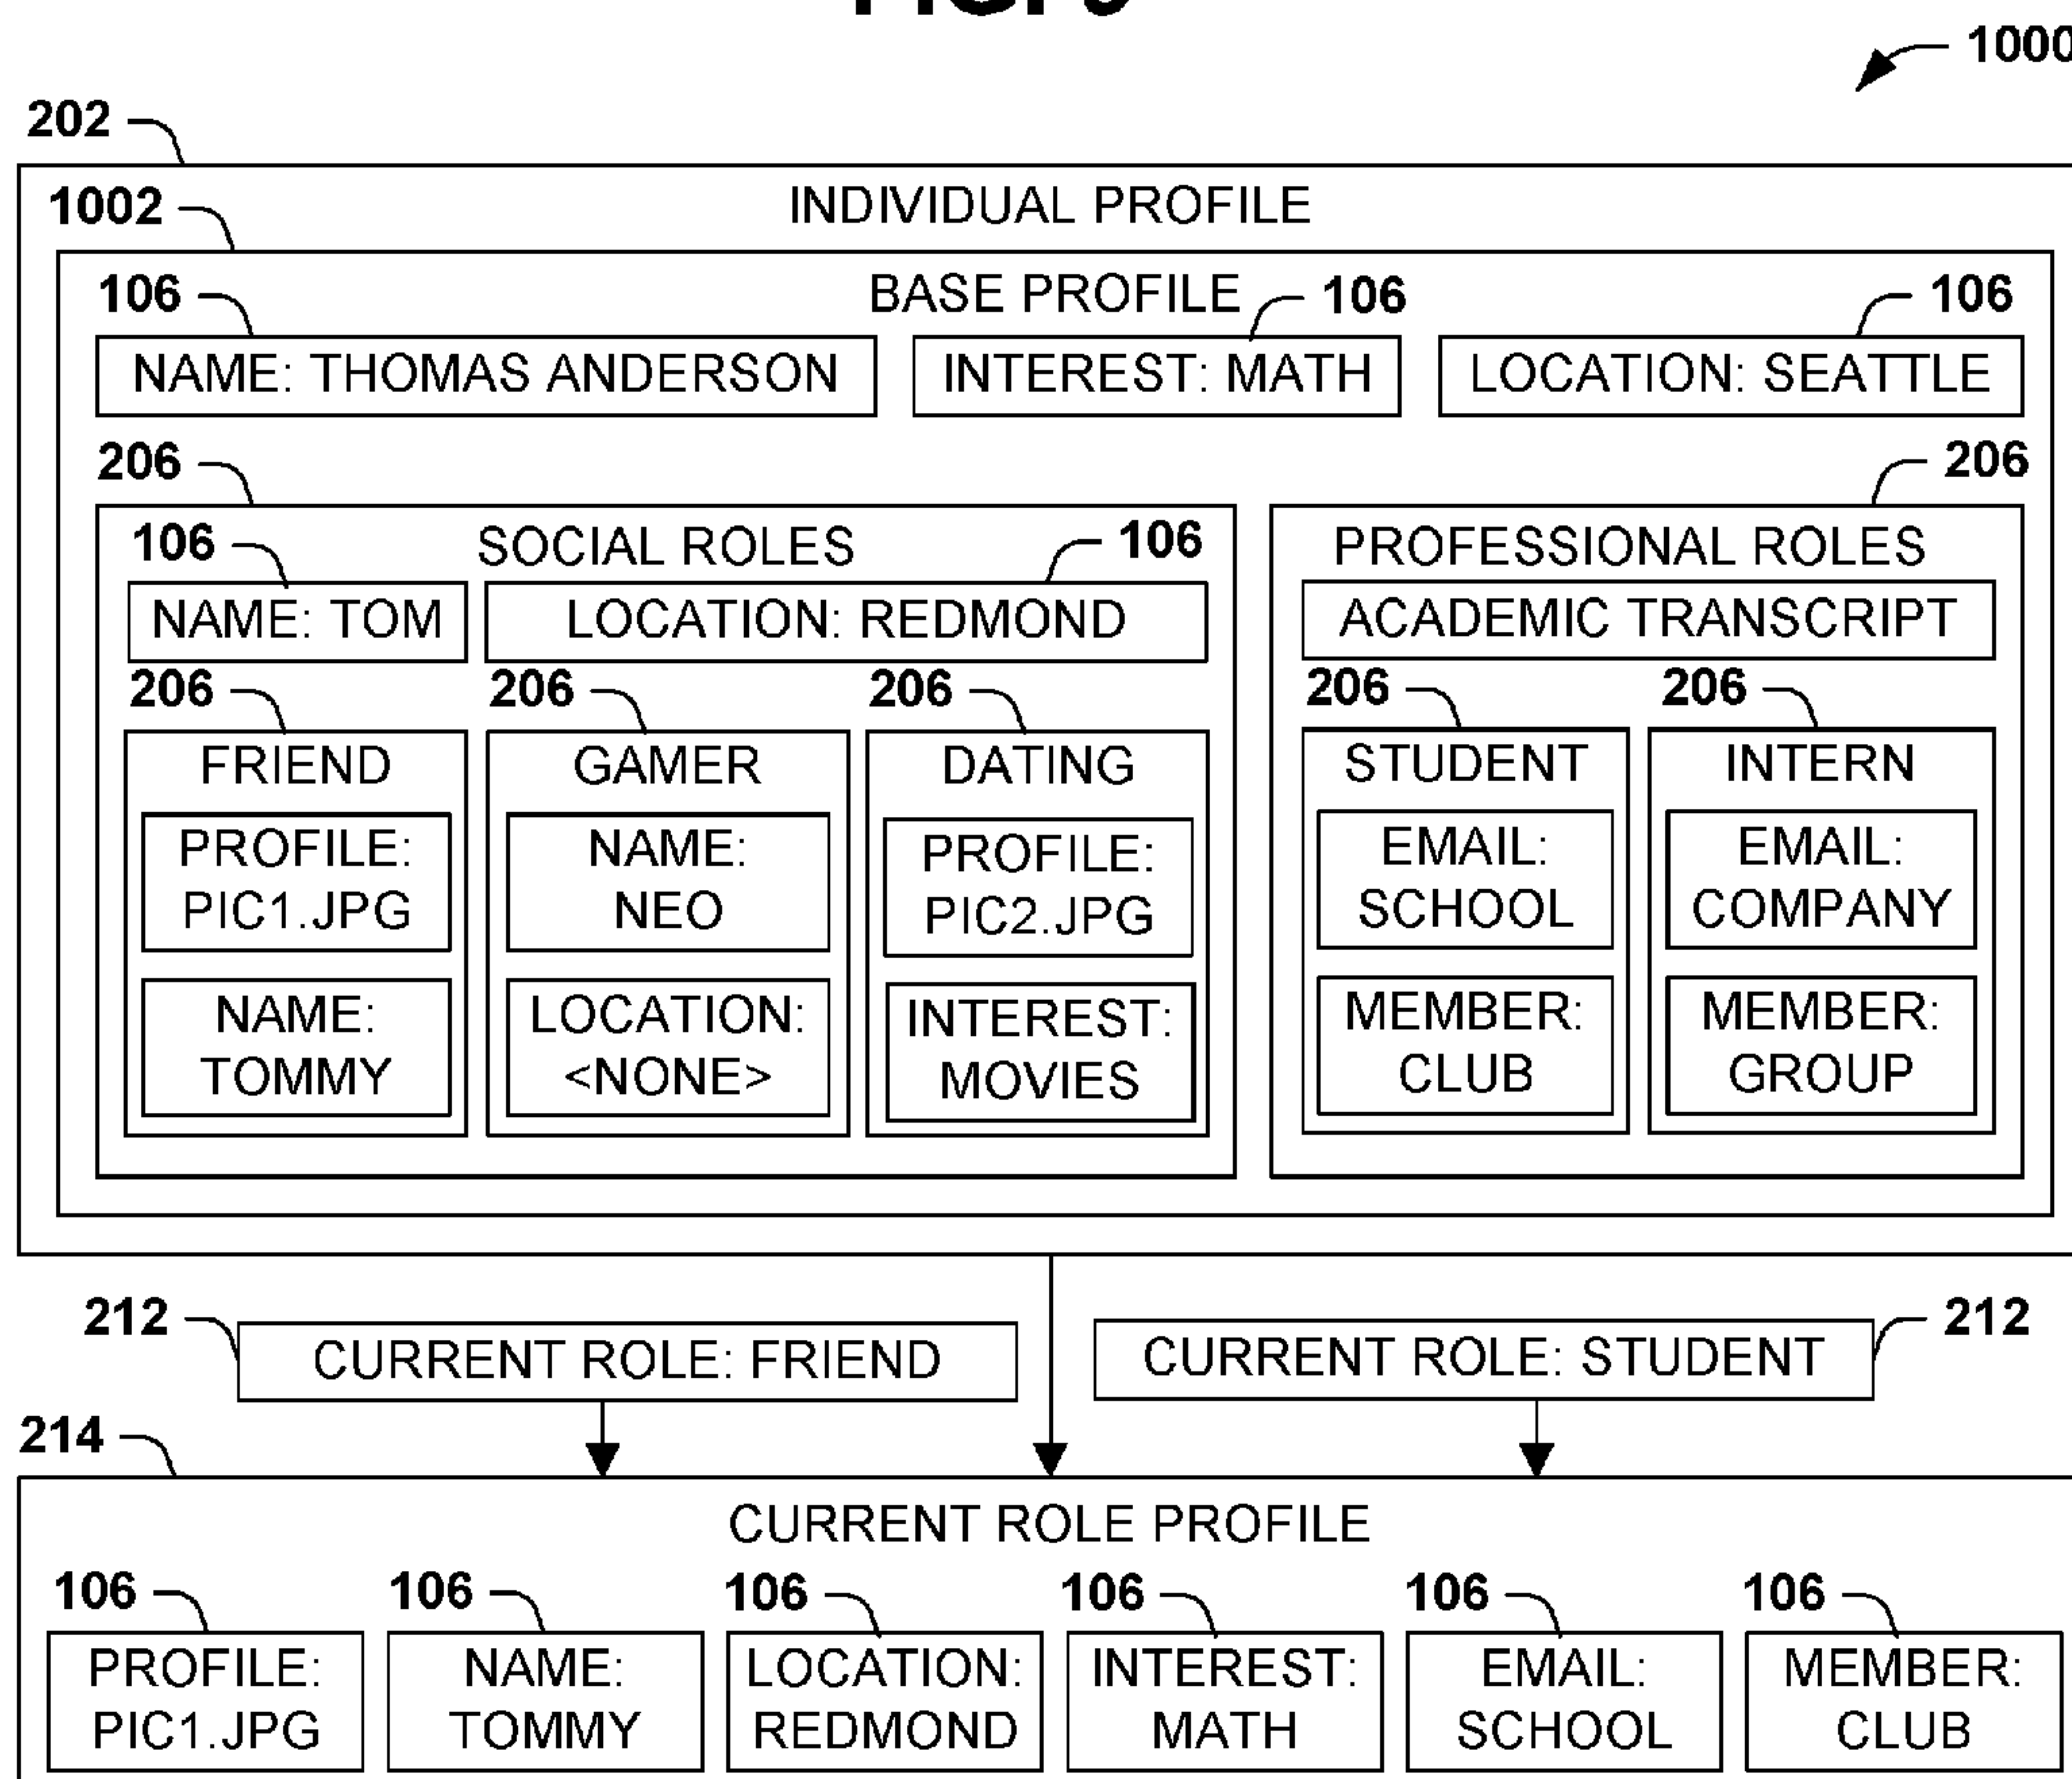 1000
202
INDIVIDUAL PROFILE
1002
BASE PROFILE
106
106
106
NAME: THOMAS ANDERSON
INTEREST: MATH
LOCATION: SEATTLE
206
206
SOCIAL ROLES
106
106
NAME: TOM
LOCATION: REDMOND
PROFESSIONAL ROLES
ACADEMIC TRANSCRIPT
206
206
206
206
206
FRIEND
PROFILE:
PIC1.JPG
NAME:
TOMMY
GAMER
NAME:
NEO
LOCATION:
<NONE>
DATING
PROFILE:
PIC2.JPG
INTEREST:
MOVIES
STUDENT
EMAIL:
SCHOOL
MEMBER:
CLUB
INTERN
EMAIL:
COMPANY
MEMBER:
GROUP
212
CURRENT ROLE: FRIEND
CURRENT ROLE: STUDENT
212
214
CURRENT ROLE PROFILE
106
106
106
106
106
106
PROFILE:
PIC1.JPG
NAME:
TOMMY
LOCATION:
REDMOND
INTEREST:
MATH
EMAIL:
SCHOOL
MEMBER:
CLUB